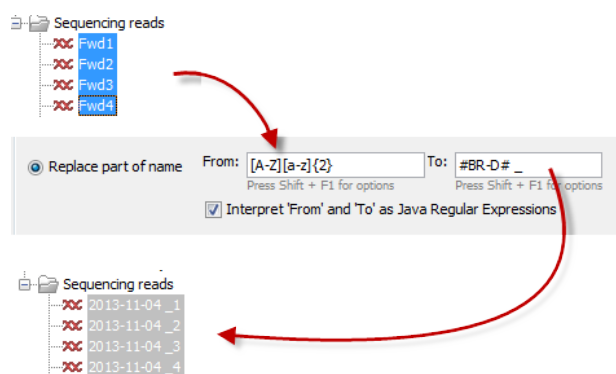 Sequencing reads
Fwd1
Fwd2
Fwd3
Fwd4
Replace part of name From: [A-Z][a-z]{2} To: #BR-D# _
Press Shift + F1 for options Press Shift + F1 for options
Interpret 'From' and 'To' as Java Regular Expressions
Sequencing reads
2013-11-04 _1
2013-11-04 _2
2013-11-04 _3
2013-11-04 _4